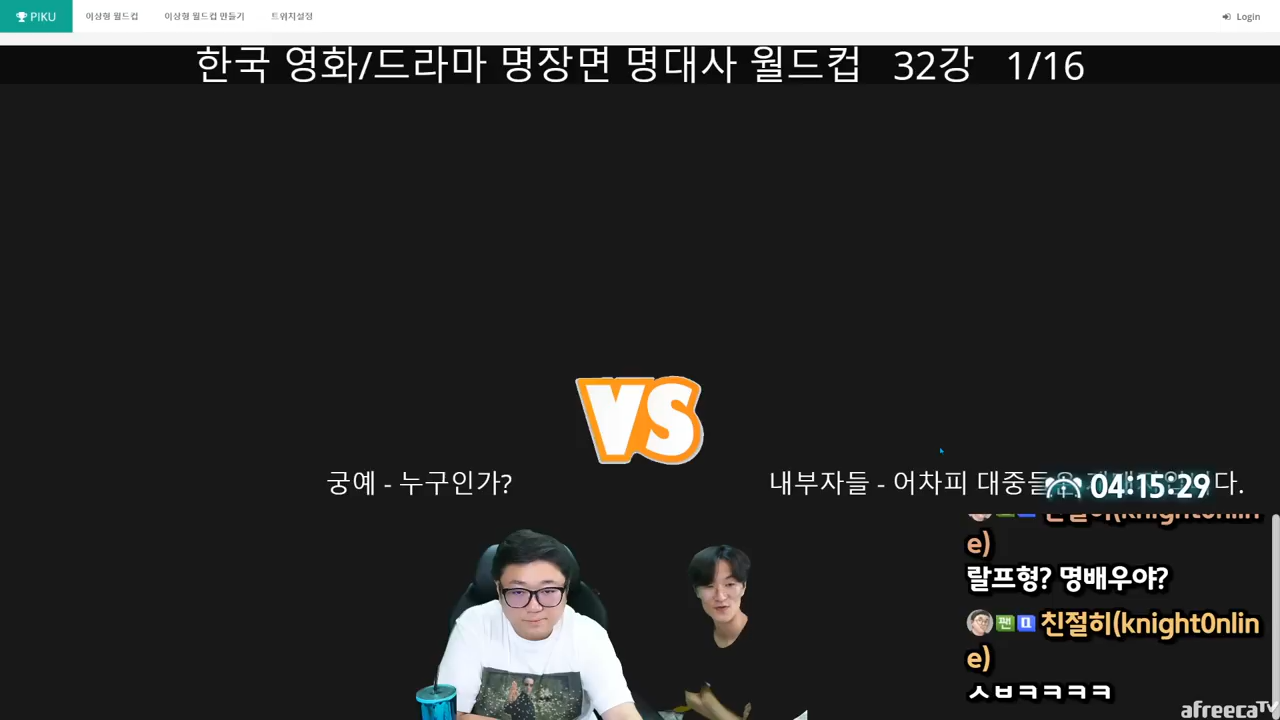 PIKU 이상형 월드컵 이상형 월드컵 만들기 트위치설정 Login
한국 영화/드라마 명장면 명대사 월드컵 32강 1/16
VS
궁예 - 누구인가?
내부자들 - 어차피 대중들 다.
04:15:29
e)
랄프형? 명배우야?
팬 친절히(knight0nlin
e)
ㅅㅂㅋㅋㅋㅋ
afreecaTV